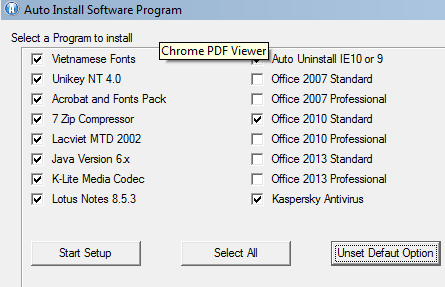 Auto Install Software Program
Select a Program to install
Chrome PDF Viewer
Vietnamese Fonts
Unikey NT 4.0
Acrobat and Fonts Pack
7 Zip Compressor
Lacviet MTD 2002
Java Version 6.x
K-Lite Media Codec
Lotus Notes 8.5.3
Auto Uninstall IE10 or 9
Office 2007 Standard
Office 2007 Professional
Office 2010 Standard
Office 2010 Professional
Office 2013 Standard
Office 2013 Professional
Kaspersky Antivirus
Start Setup
Select All
Unset Defaut Option